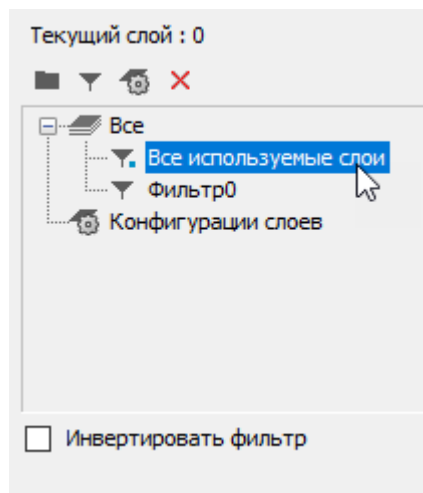 Текущий слой : 0
Все
Все используемые слои
Фильтр0
Конфигурации слоев
Инвертировать фильтр